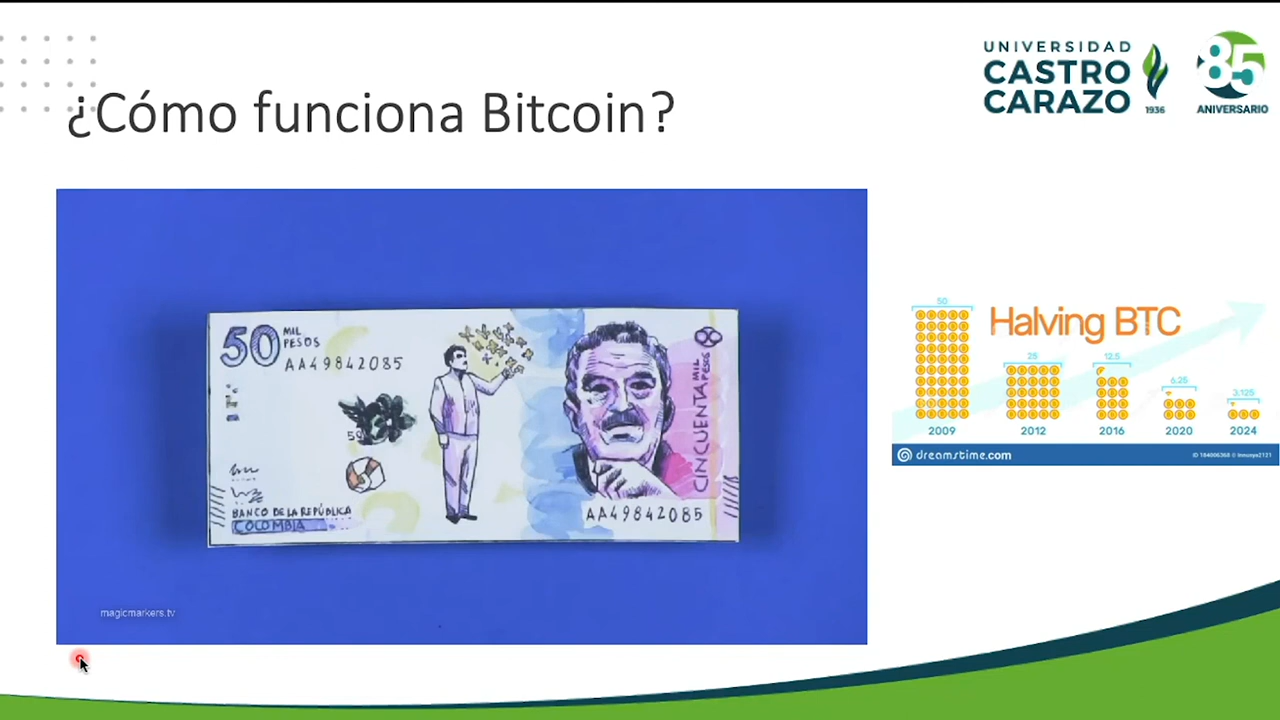 ¿Cómo funciona Bitcoin?
UNIVERSIDAD
CASTRO
CARAZO
1936
85
ANIVERSARIO
50 MIL
PESOS
AA49842085
50
BANCO DE LA REPÚBLICA
COLOMBIA
CINCUENTA MIL
PESOS
AA49842085
magicmarkers.tv
Halving BTC
50
25
12.5
6.25
3.125
2009
2012
2016
2020
2024
dreamstime.com